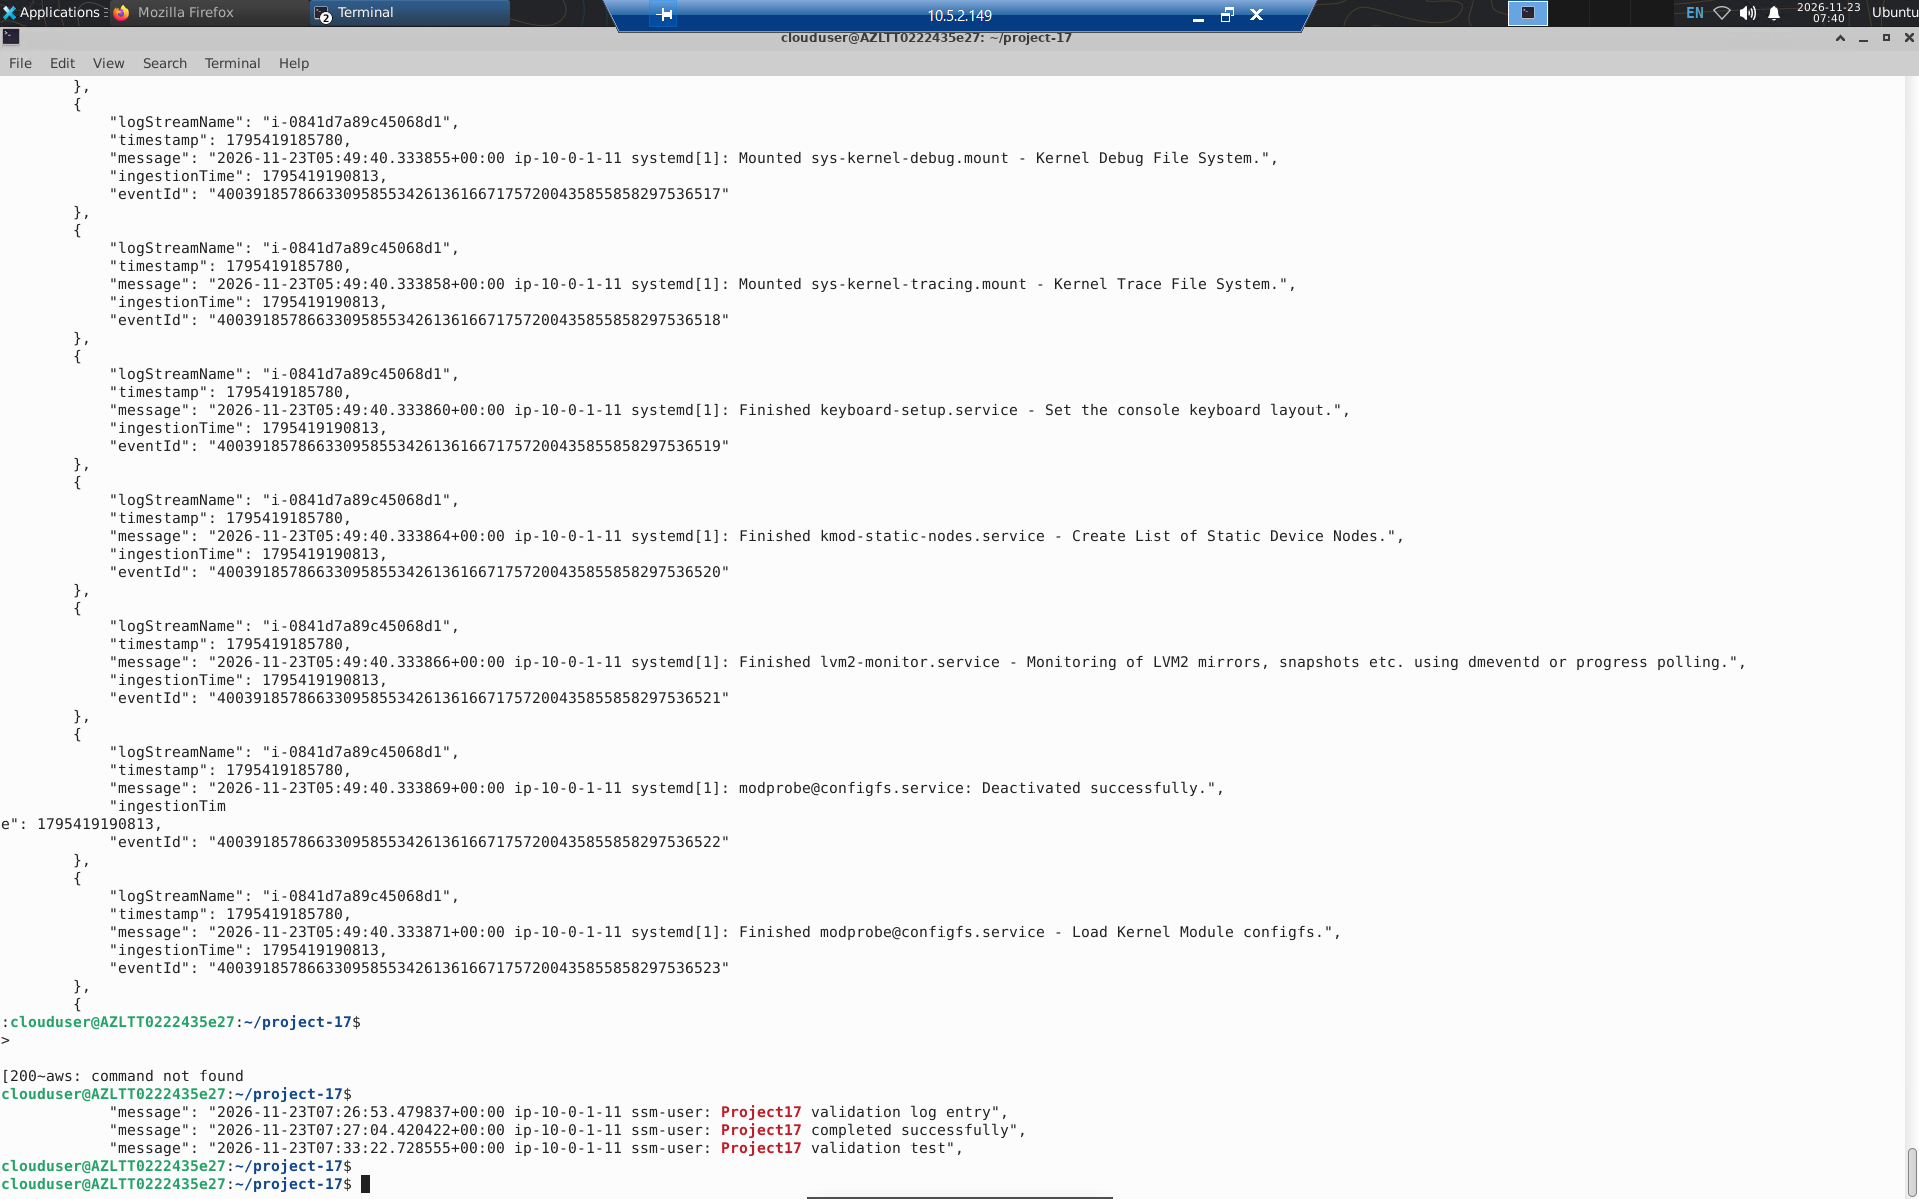 Applications
Mozilla Firefox
Terminal
10.5.2.149
EN
2026-11-23
07:40
Ubuntu
clouduser@AZLTT0222435e27: ~/project-17
File Edit View Search Terminal Help
        },
        {
            "logStreamName": "i-0841d7a89c45068d1",
            "timestamp": 1795419185780,
            "message": "2026-11-23T05:49:40.333855+00:00 ip-10-0-1-11 systemd[1]: Mounted sys-kernel-debug.mount - Kernel Debug File System.",
            "ingestionTime": 1795419190813,
            "eventId": "40039185786633095855342613616671757200435855858297536517"
        },
        {
            "logStreamName": "i-0841d7a89c45068d1",
            "timestamp": 1795419185780,
            "message": "2026-11-23T05:49:40.333858+00:00 ip-10-0-1-11 systemd[1]: Mounted sys-kernel-tracing.mount - Kernel Trace File System.",
            "ingestionTime": 1795419190813,
            "eventId": "40039185786633095855342613616671757200435855858297536518"
        },
        {
            "logStreamName": "i-0841d7a89c45068d1",
            "timestamp": 1795419185780,
            "message": "2026-11-23T05:49:40.333860+00:00 ip-10-0-1-11 systemd[1]: Finished keyboard-setup.service - Set the console keyboard layout.",
            "ingestionTime": 1795419190813,
            "eventId": "40039185786633095855342613616671757200435855858297536519"
        },
        {
            "logStreamName": "i-0841d7a89c45068d1",
            "timestamp": 1795419185780,
            "message": "2026-11-23T05:49:40.333864+00:00 ip-10-0-1-11 systemd[1]: Finished kmod-static-nodes.service - Create List of Static Device Nodes.",
            "ingestionTime": 1795419190813,
            "eventId": "40039185786633095855342613616671757200435855858297536520"
        },
        {
            "logStreamName": "i-0841d7a89c45068d1",
            "timestamp": 1795419185780,
            "message": "2026-11-23T05:49:40.333866+00:00 ip-10-0-1-11 systemd[1]: Finished lvm2-monitor.service - Monitoring of LVM2 mirrors, snapshots etc. using dmeventd or progress polling.",
            "ingestionTime": 1795419190813,
            "eventId": "40039185786633095855342613616671757200435855858297536521"
        },
        {
            "logStreamName": "i-0841d7a89c45068d1",
            "timestamp": 1795419185780,
            "message": "2026-11-23T05:49:40.333869+00:00 ip-10-0-1-11 systemd[1]: modprobe@configfs.service: Deactivated successfully.",
            "ingestionTim
e": 1795419190813,
            "eventId": "40039185786633095855342613616671757200435855858297536522"
        },
        {
            "logStreamName": "i-0841d7a89c45068d1",
            "timestamp": 1795419185780,
            "message": "2026-11-23T05:49:40.333871+00:00 ip-10-0-1-11 systemd[1]: Finished modprobe@configfs.service - Load Kernel Module configfs.",
            "ingestionTime": 1795419190813,
            "eventId": "40039185786633095855342613616671757200435855858297536523"
        },
        {
:clouduser@AZLTT0222435e27:~/project-17$
>
[200~aws: command not found
clouduser@AZLTT0222435e27:~/project-17$
            "message": "2026-11-23T07:26:53.479837+00:00 ip-10-0-1-11 ssm-user: Project17 validation log entry",
            "message": "2026-11-23T07:27:04.420422+00:00 ip-10-0-1-11 ssm-user: Project17 completed successfully",
            "message": "2026-11-23T07:33:22.728555+00:00 ip-10-0-1-11 ssm-user: Project17 validation test",
clouduser@AZLTT0222435e27:~/project-17$
clouduser@AZLTT0222435e27:~/project-17$